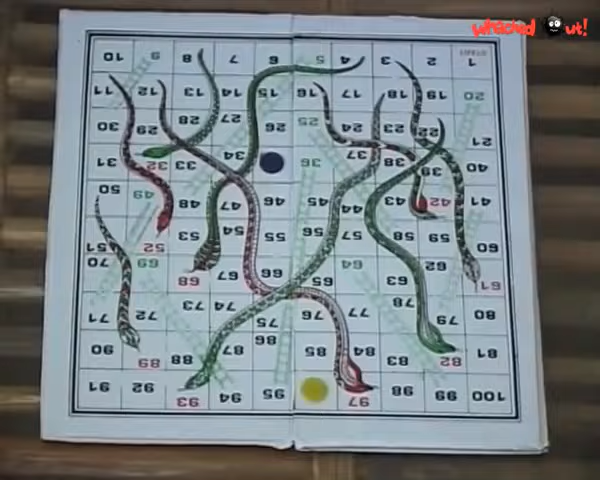 Whacked Out!
100 99 98 97 95 94 93 92 91
81 82 83 84 85 86 87 88 89 90
80 79 78 77 76 75 74 73 72 71
61 62 63 64 65 66 67 68 69 70
60 59 58 57 56 55 54 53 52 51
41 42 43 44 45 46 47 48 49 50
40 39 38 37 36 34 33 32 31
21 23 24 25 26 27 28 29 30
20 19 18 17 16 15 14 13 12 11
1 2 3 4 5 6 7 8 9 10
START